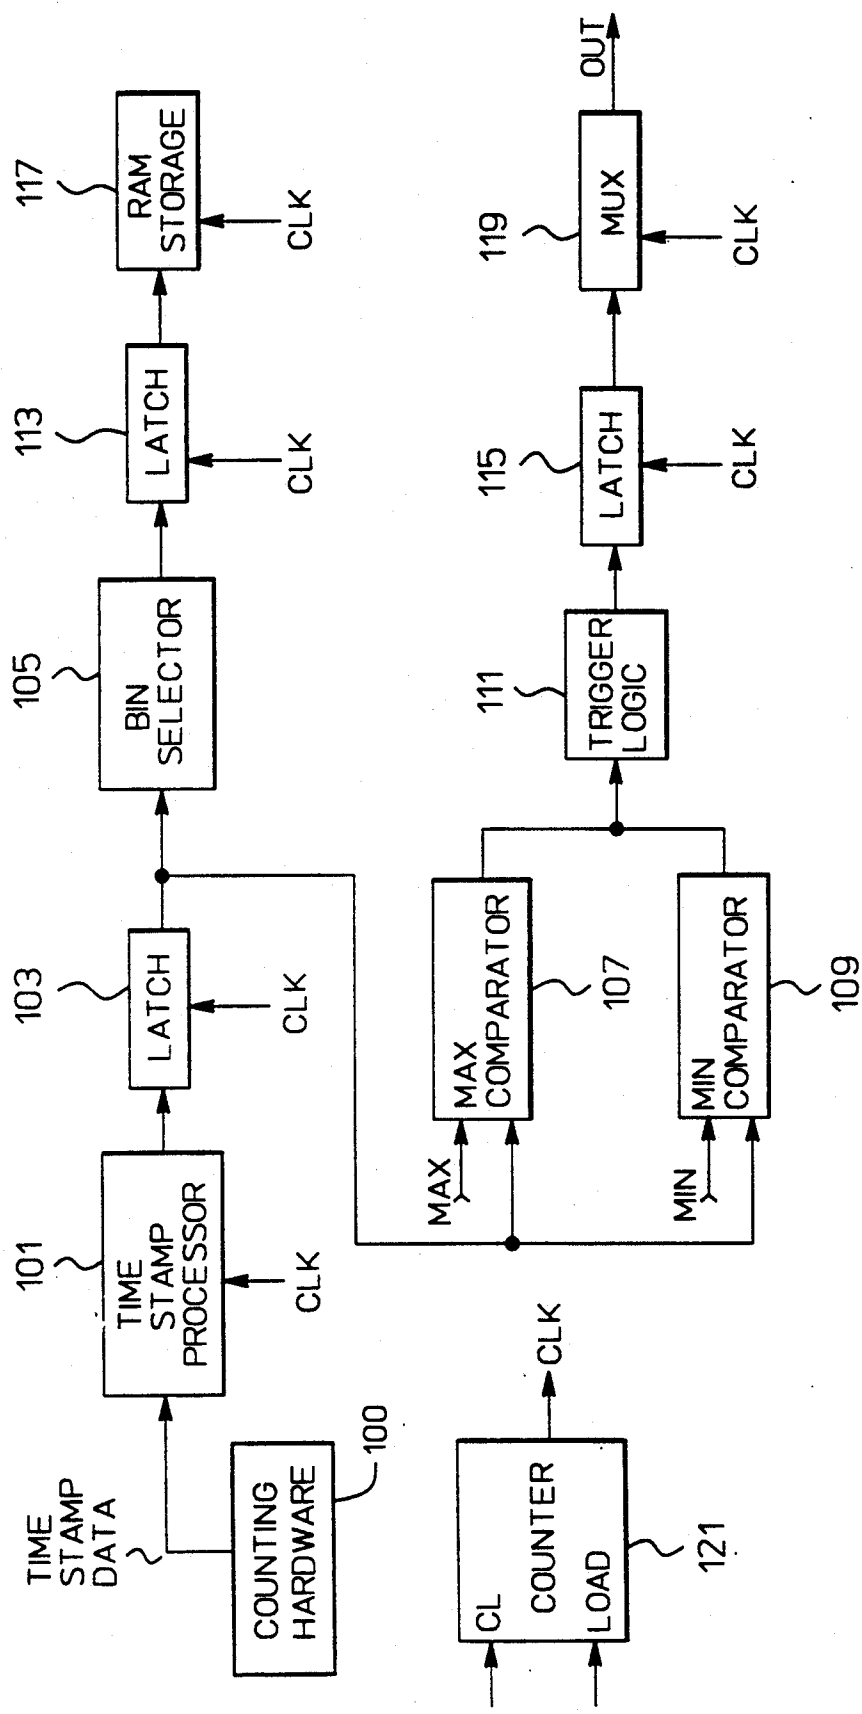 TIME
STAMP
DATA
COUNTING
HARDWARE
100
101
TIME
STAMP
PROCESSOR
CLK
103
LATCH
CLK
105
BIN
SELECTOR
113
LATCH
CLK
117
RAM
STORAGE
CLK
CL
COUNTER
LOAD
121
CLK
MAX
MAX
COMPARATOR
107
MIN
MIN
COMPARATOR
109
111
TRIGGER
LOGIC
115
LATCH
CLK
119
MUX
CLK
OUT